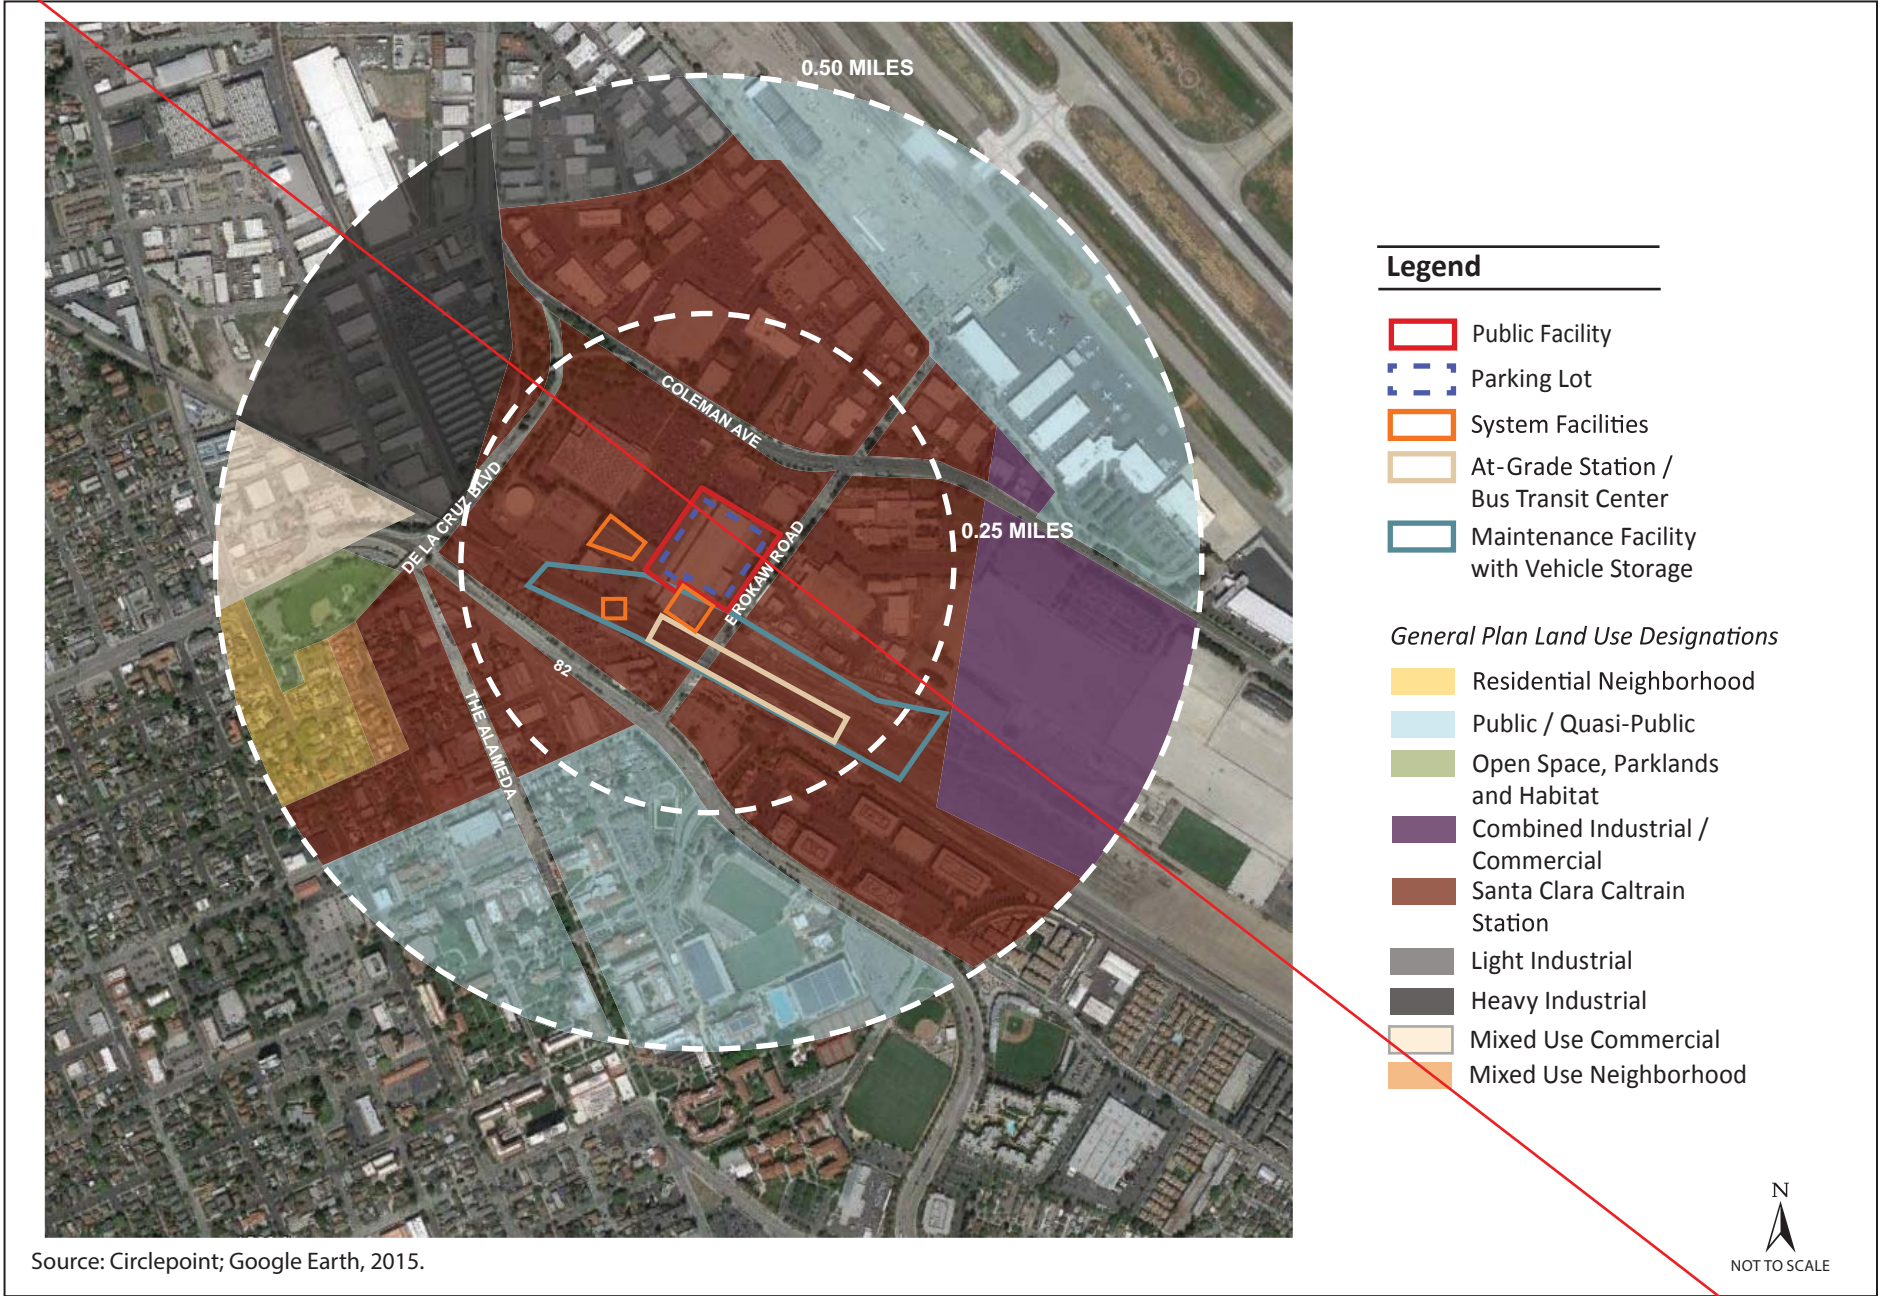 0.50 MILES
COLEMAN AVE
DE LA CRUZ BLVD
E ROKAW ROAD
0.25 MILES
82
THE ALAMEDA
Legend
Public Facility
Parking Lot
System Facilities
At-Grade Station /
Bus Transit Center
Maintenance Facility
with Vehicle Storage
General Plan Land Use Designations
Residential Neighborhood
Public / Quasi-Public
Open Space, Parklands
and Habitat
Combined Industrial /
Commercial
Santa Clara Caltrain
Station
Light Industrial
Heavy Industrial
Mixed Use Commercial
Mixed Use Neighborhood
N
NOT TO SCALE
Source: Circlepoint; Google Earth, 2015.